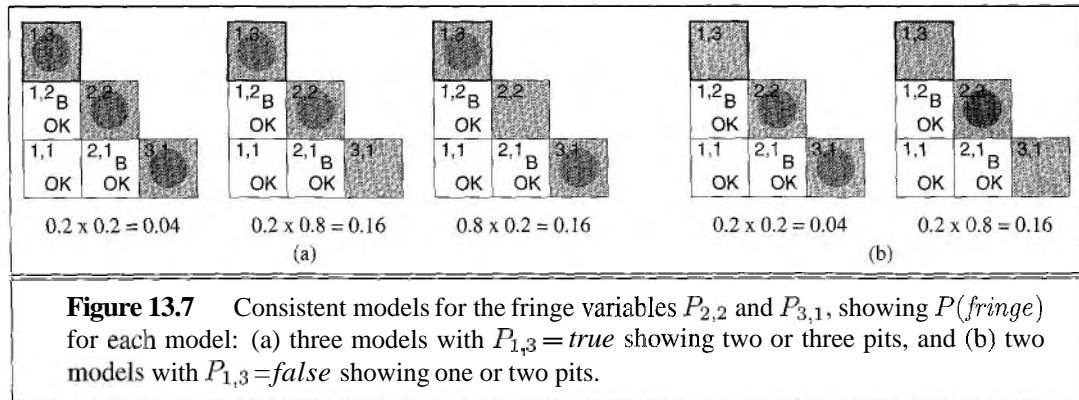 1,3 1,3 1,3 1,3 1,3
1,2 B 2,2 1,2 B 2,2 1,2 B 2,2 1,2 B 2,2 1,2 B 2,2
OK OK OK OK OK
1,1 2,1 B 3,1 1,1 2,1 B 3,1 1,1 2,1 B 3,1 1,1 2,1 B 3,1 1,1 2,1 B 3,1
OK OK OK OK OK OK OK OK OK OK
0.2 x 0.2 = 0.04 0.2 x 0.8 = 0.16 0.8 x 0.2 = 0.16 0.2 x 0.2 = 0.04 0.2 x 0.8 = 0.16
(a) (b)
Figure 13.7 Consistent models for the fringe variables P2,2 and P3,1, showing P(fringe)
for each model: (a) three models with P1,3 = true showing two or three pits, and (b) two
models with P1,3 = false showing one or two pits.